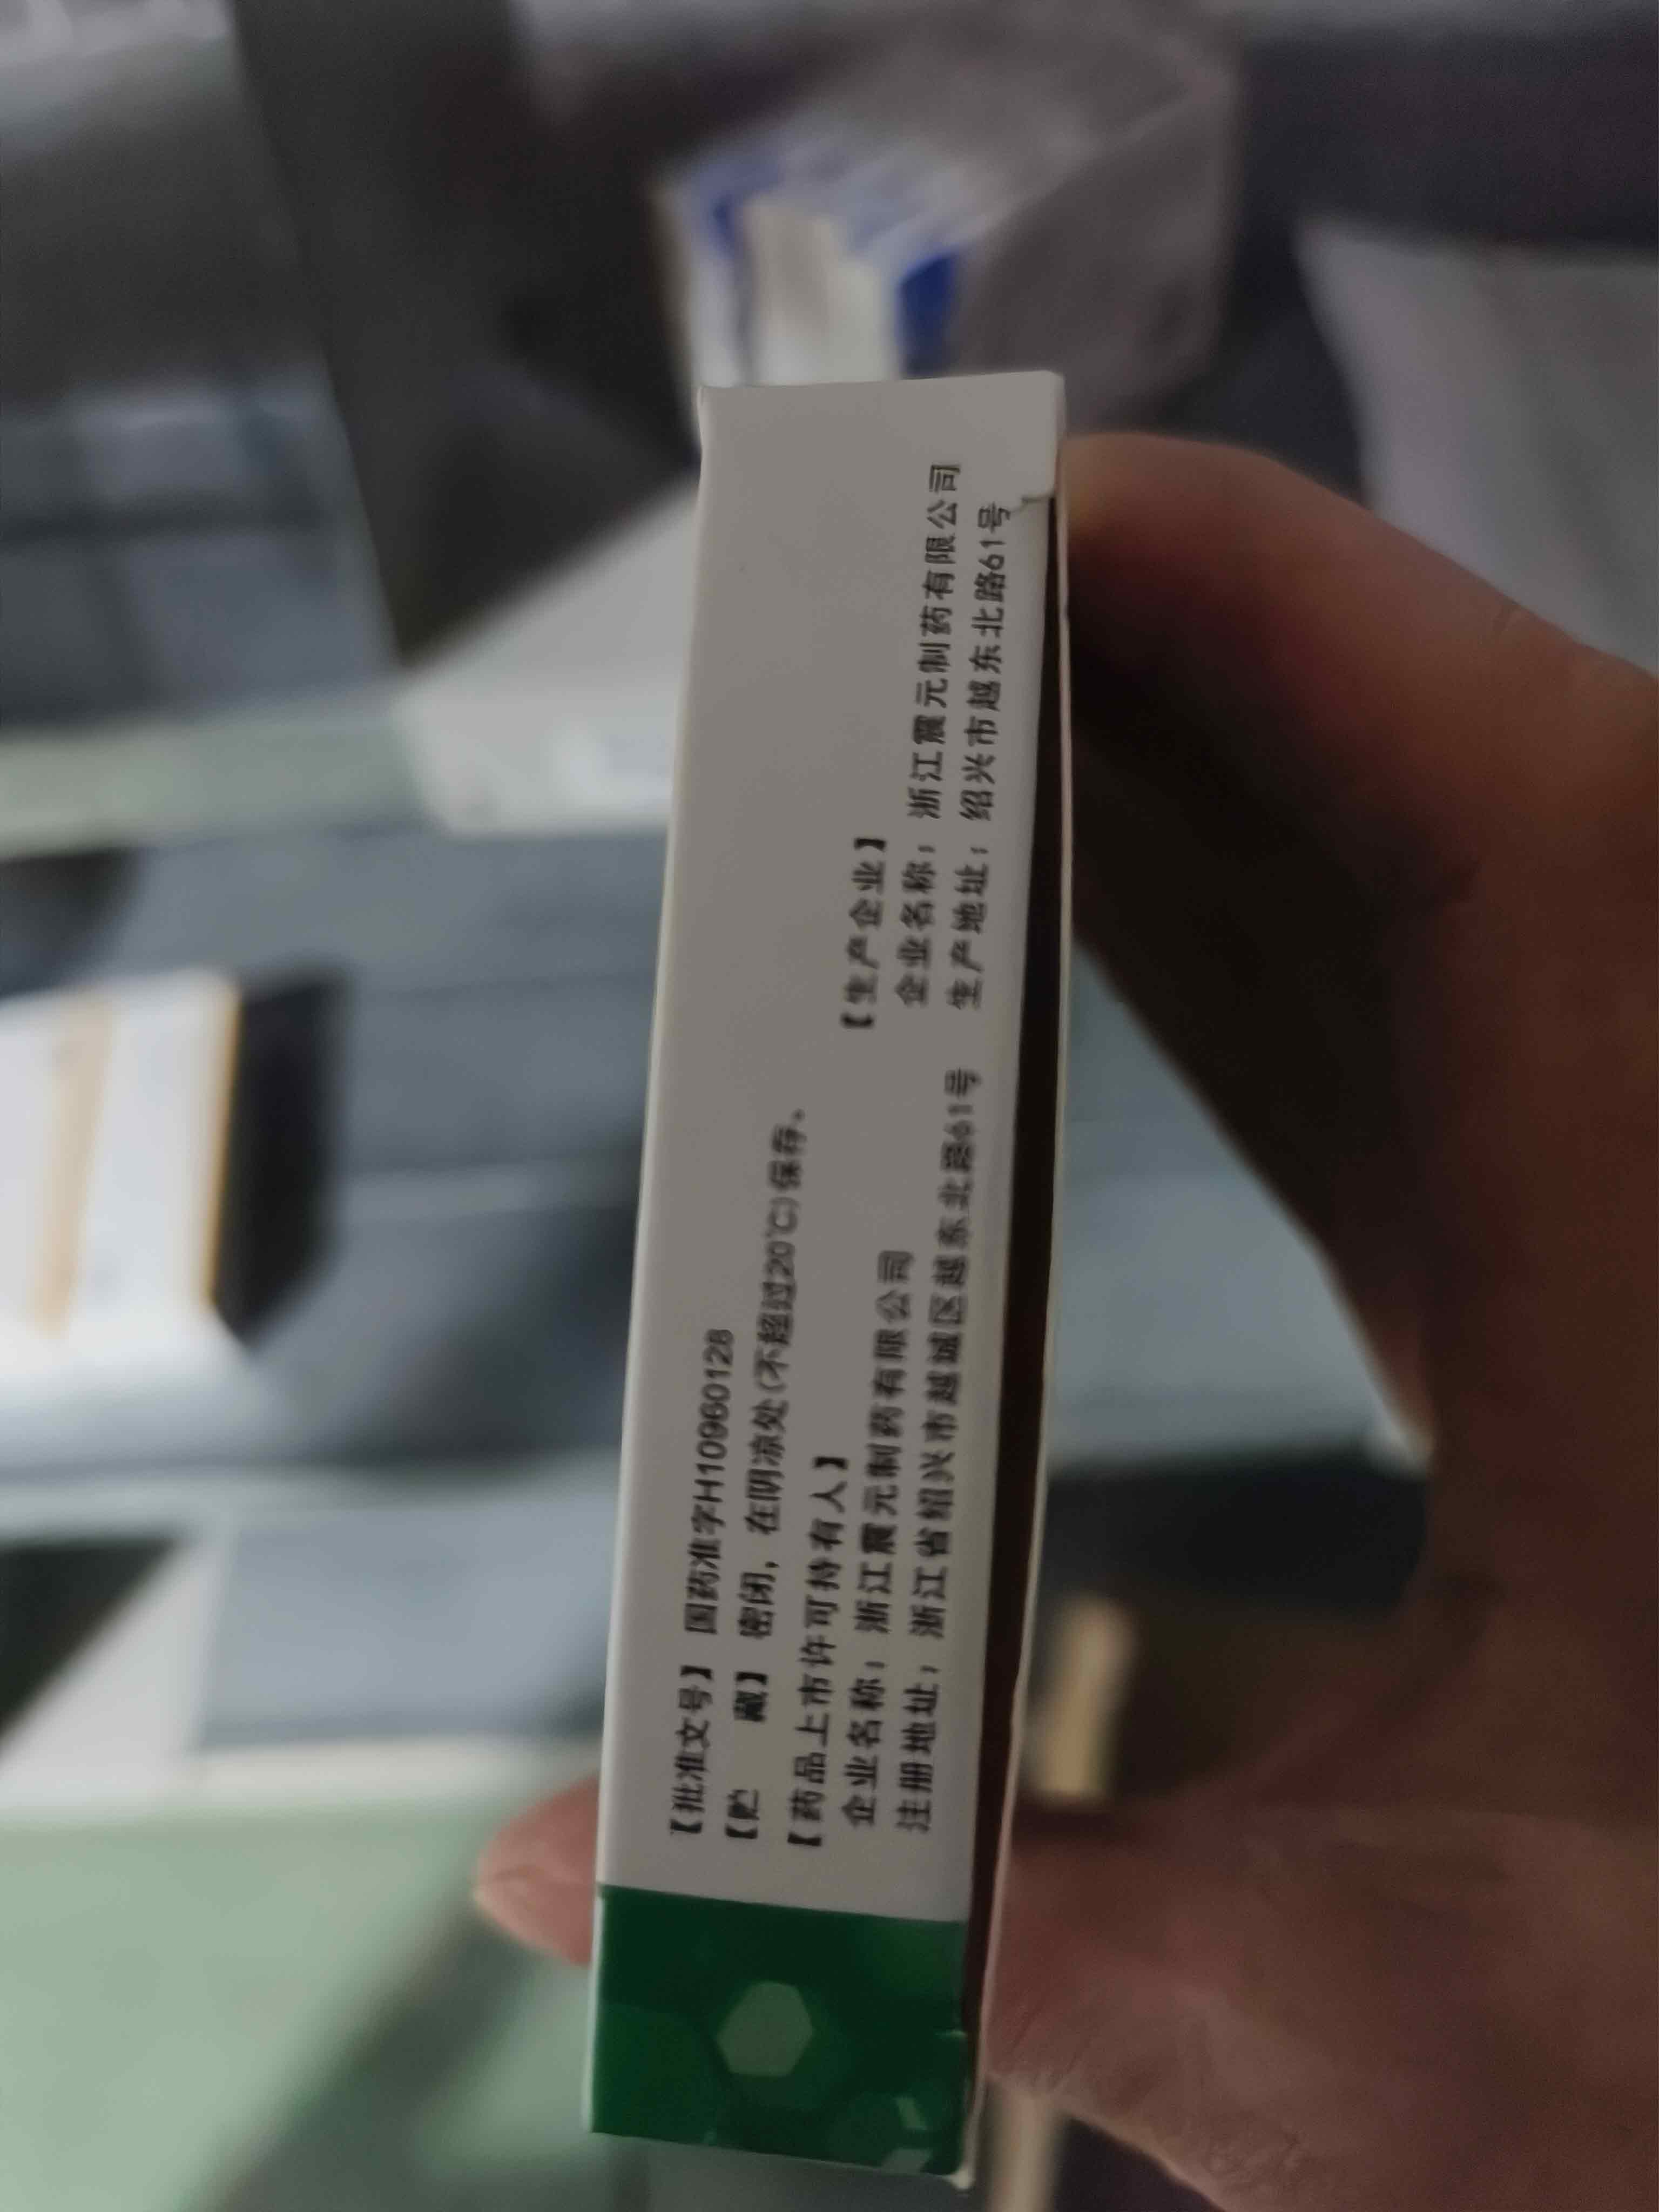 【批准文号】 国药准字H10960128
【贮 藏】 密闭，在阴凉处(不超过20℃)保存。
【药品上市许可持有人】
企业名称：浙江震元制药有限公司
注册地址：浙江省绍兴市越城区越东北路61号
【生产企业】
企业名称：浙江震元制药有限公司
生产地址：绍兴市越东北路61号